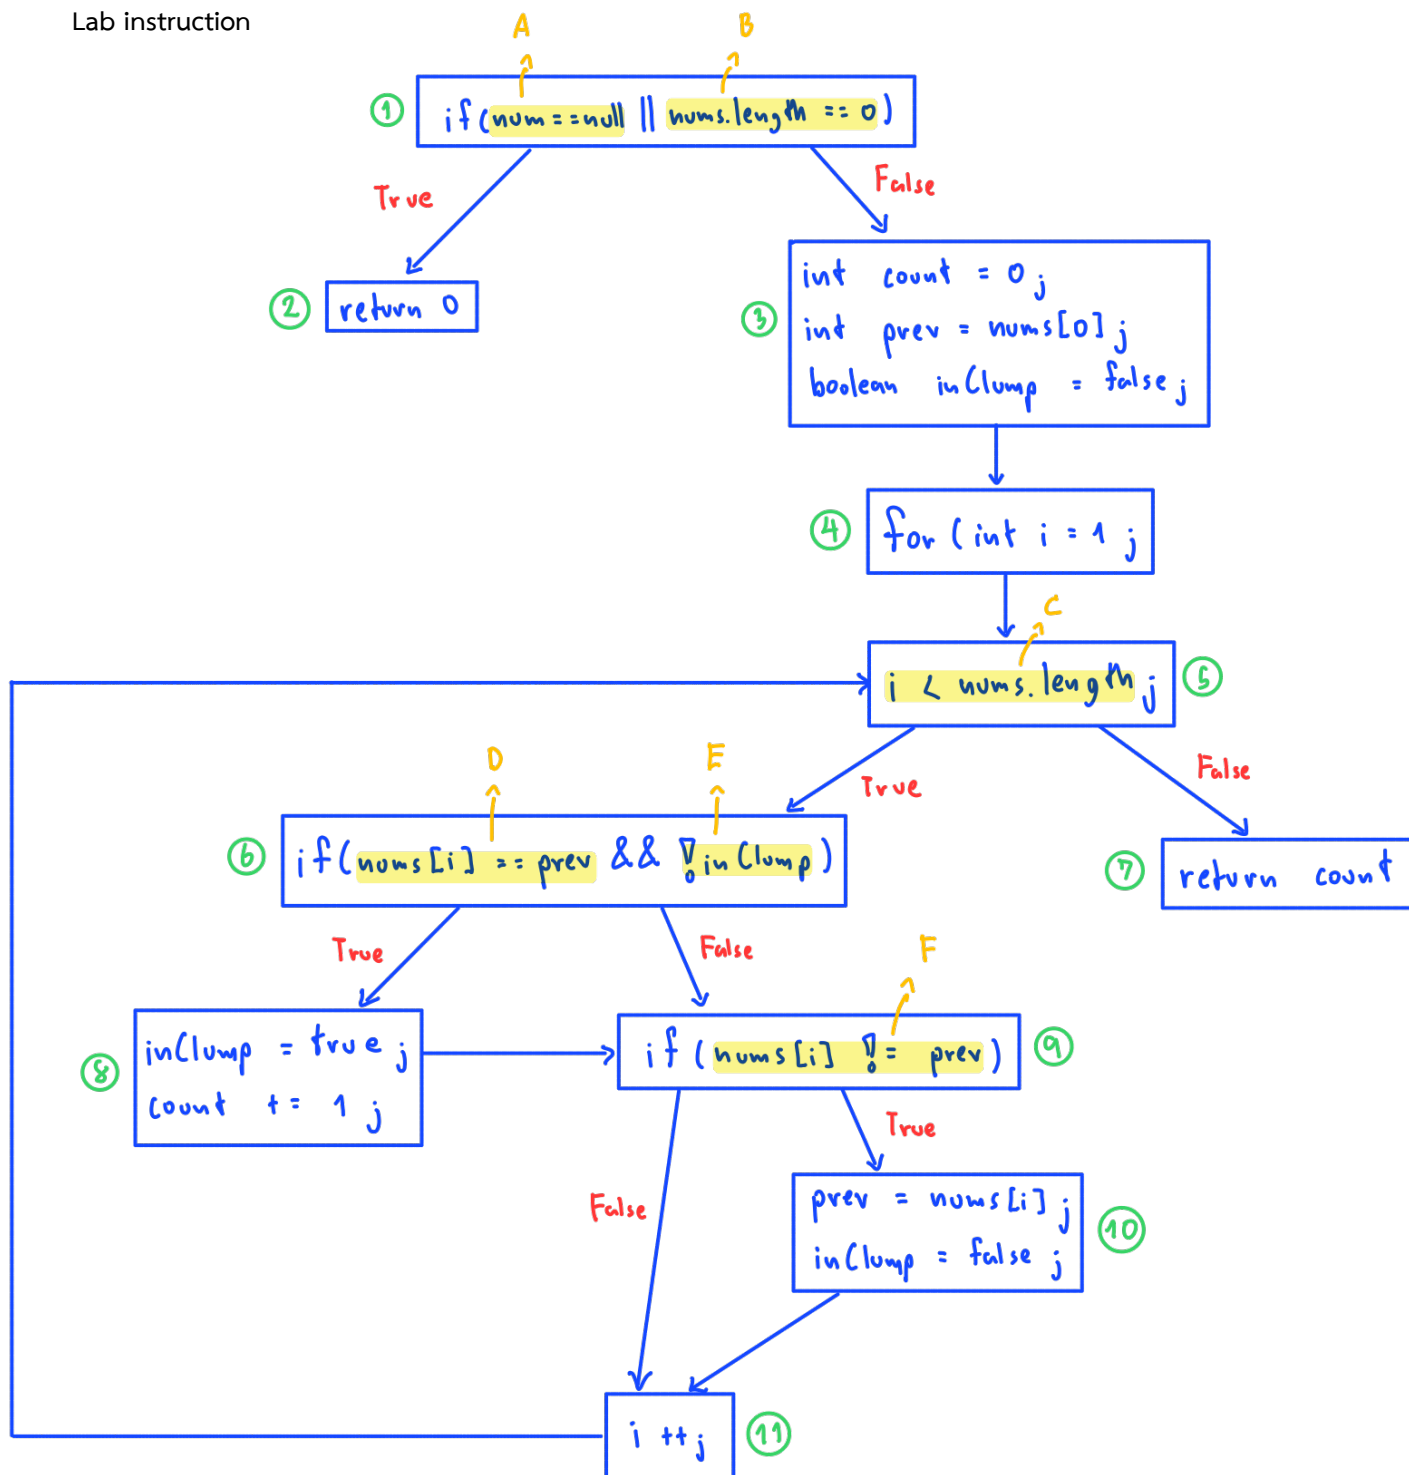 Lab instruction
A B
1 if(num==null || nums.length == 0)
True False
2 return 0
3 int count = 0;
int prev = nums[0];
boolean inClump = false;
4 for (int i = 1 ;
C
i < nums.length ; 5
True False
D E
6 if(nums[i] == prev && !inClump)
7 return count
True False
F
8 inClump = true ;
count += 1 ;
if (nums[i] != prev) 9
False True
prev = nums[i] ;
inClump = false ; 10
i ++; 11